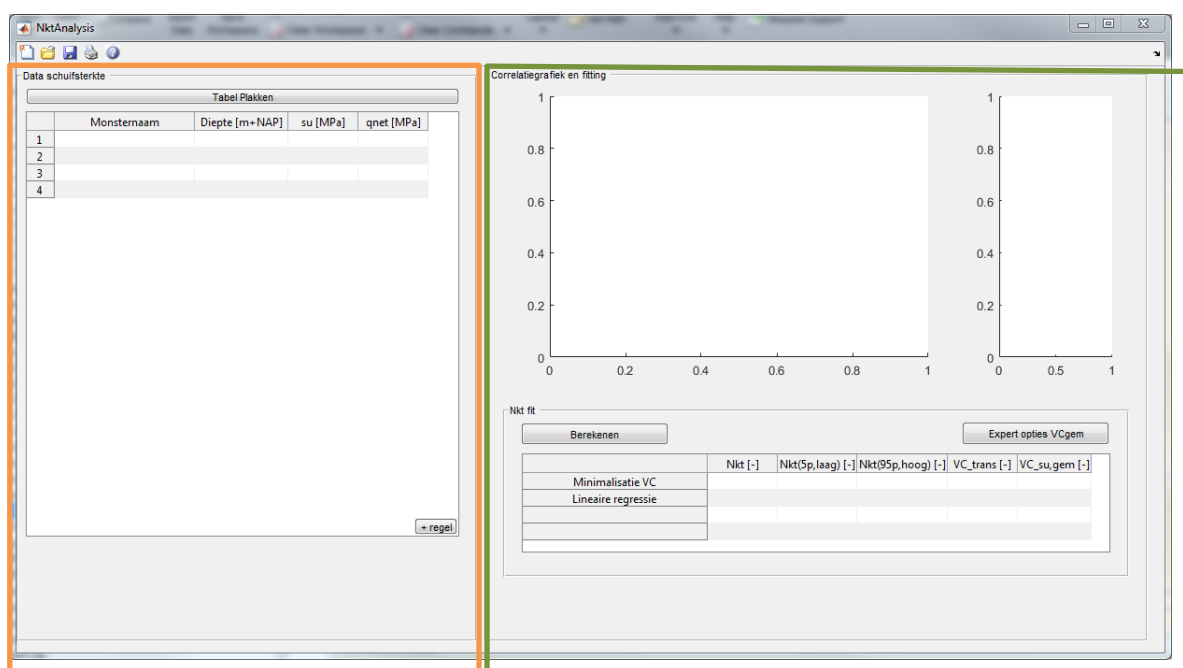 NktAnalysis
Data schuifsterkte
Tabel Plakken
Monsternaam Diepte [m+NAP] su [MPa] qnet [MPa]
1
2
3
4
+ regel
Correlatiegrafiek en fitting
1
0.8
0.6
0.4
0.2
0
0 0.2 0.4 0.6 0.8 1
1
0.8
0.6
0.4
0.2
0
0 0.5 1
Nkt fit
Berekenen
Expert opties VCgem
Nkt [-] Nkt(5p,laag) [-] Nkt(95p,hoog) [-] VC_trans [-] VC_su,gem [-]
Minimalisatie VC
Lineaire regressie